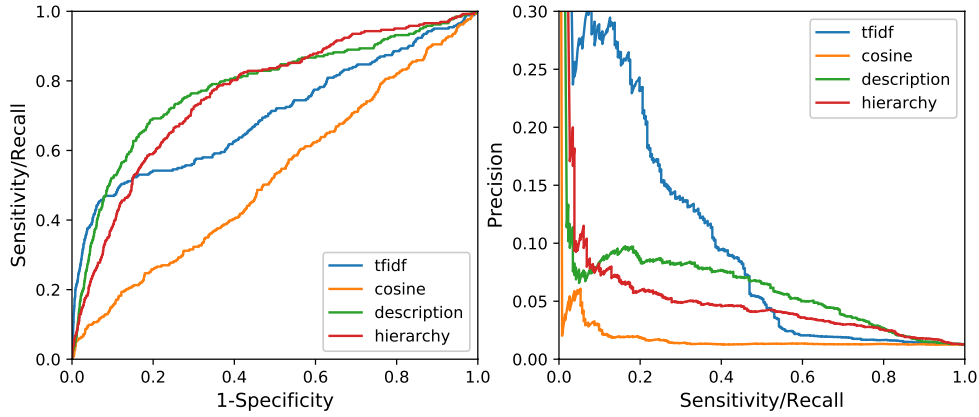 1.0
0.8
0.6
0.4
0.2
0.0
Sensitivity/Recall
0.0 0.2 0.4 0.6 0.8 1.0
1-Specificity
tfidf
cosine
description
hierarchy
0.30
0.25
0.20
0.15
0.10
0.05
0.00
Precision
0.0 0.2 0.4 0.6 0.8 1.0
Sensitivity/Recall
tfidf
cosine
description
hierarchy